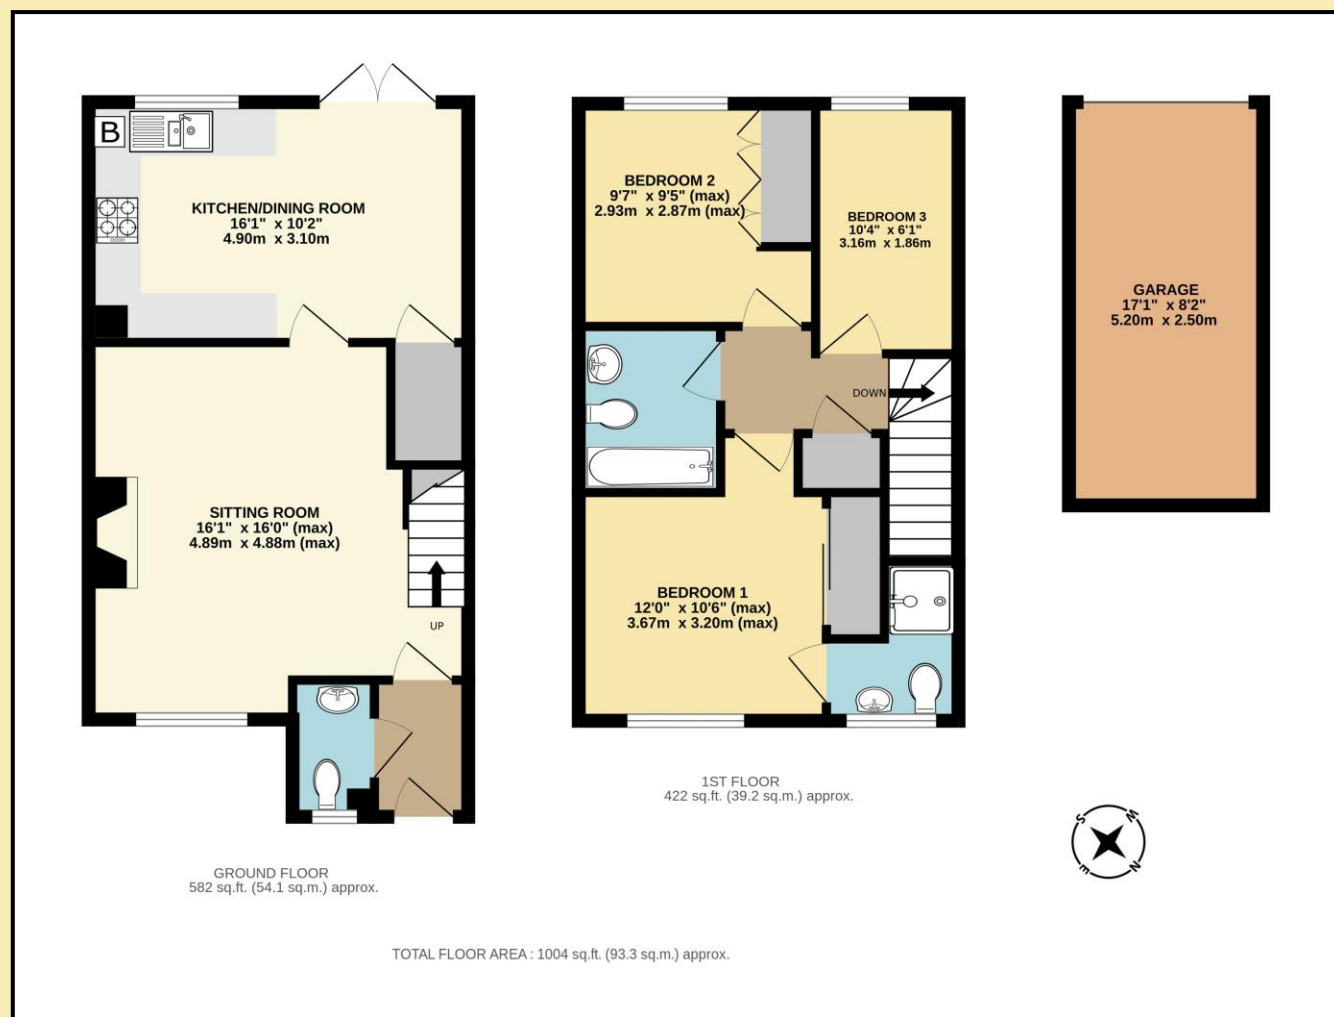 B
KITCHEN/DINING ROOM
16'1" x 10'2"
4.90m x 3.10m
SITTING ROOM
16'1" x 16'0" (max)
4.89m x 4.88m (max)
UP
GROUND FLOOR
582 sq.ft. (54.1 sq.m.) approx.
BEDROOM 2
9'7" x 9'5" (max)
2.93m x 2.87m (max)
BEDROOM 3
10'4" x 6'1"
3.16m x 1.86m
DOWN
BEDROOM 1
12'0" x 10'6" (max)
3.67m x 3.20m (max)
1ST FLOOR
422 sq.ft. (39.2 sq.m.) approx.
GARAGE
17'1" x 8'2"
5.20m x 2.50m
S
W
E
N
TOTAL FLOOR AREA : 1004 sq.ft. (93.3 sq.m.) approx.